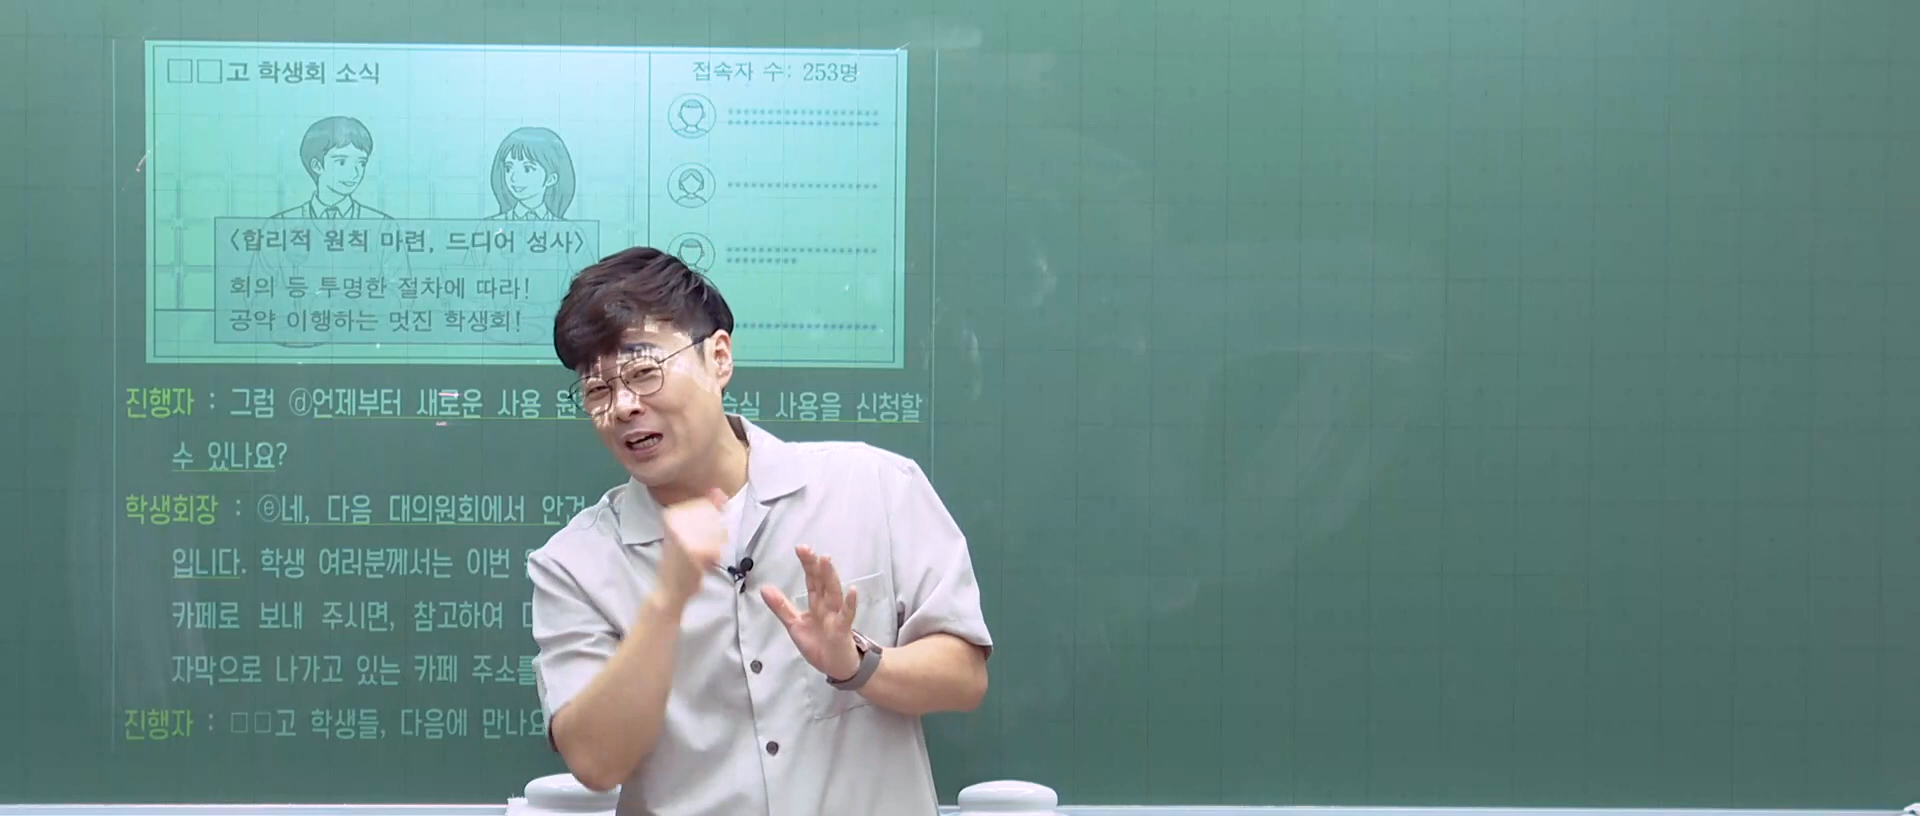 □□고 학생회 소식
접속자 수: 253명
〈합리적 원칙 마련, 드디어 성사〉
회의 등 투명한 절차에 따라!
공약 이행하는 멋진 학생회!
진행자 : 그럼 ⓓ언제부터 새로운 사용 사용을 신청할
수 있나요?
학생회장 : ⓔ네, 다음 대의원회에서
입니다. 학생 여러분께서는 이번
카페로 보내 주시면, 참고하여
자막으로 나가고 있는 카페 주소를
진행자 : □□고 학생들, 다음에